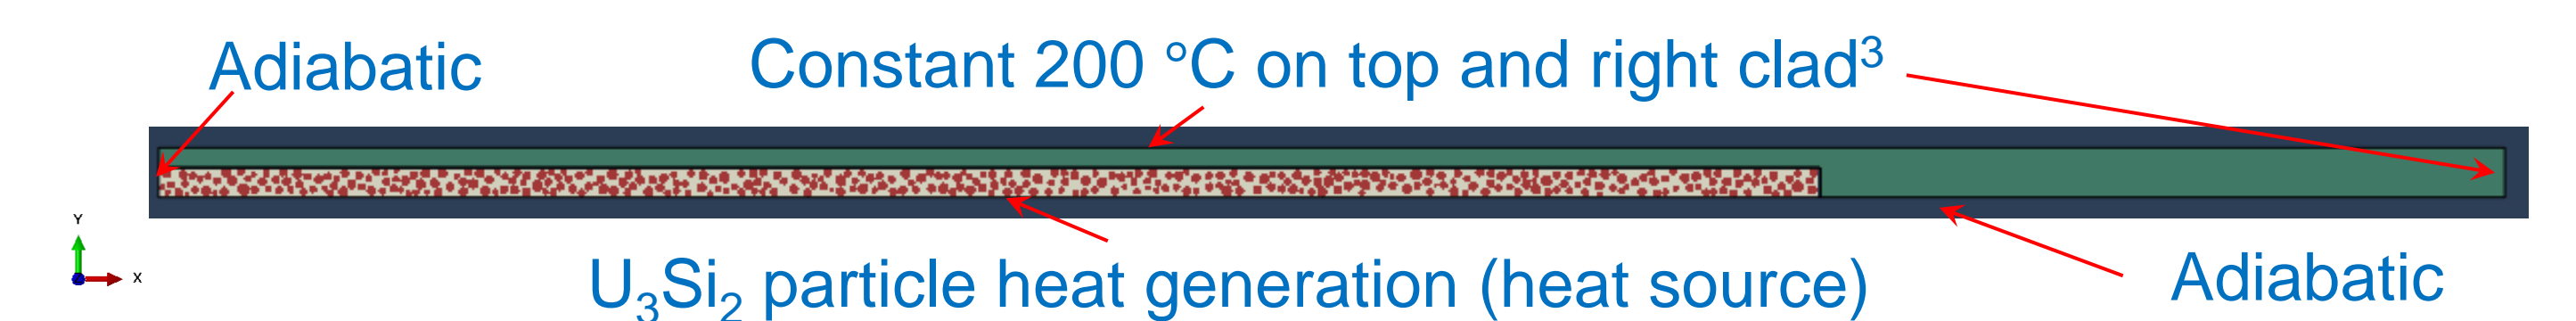 Adiabatic
Constant 200 °C on top and right clad³
Y
X
U₃Si₂ particle heat generation (heat source)
Adiabatic